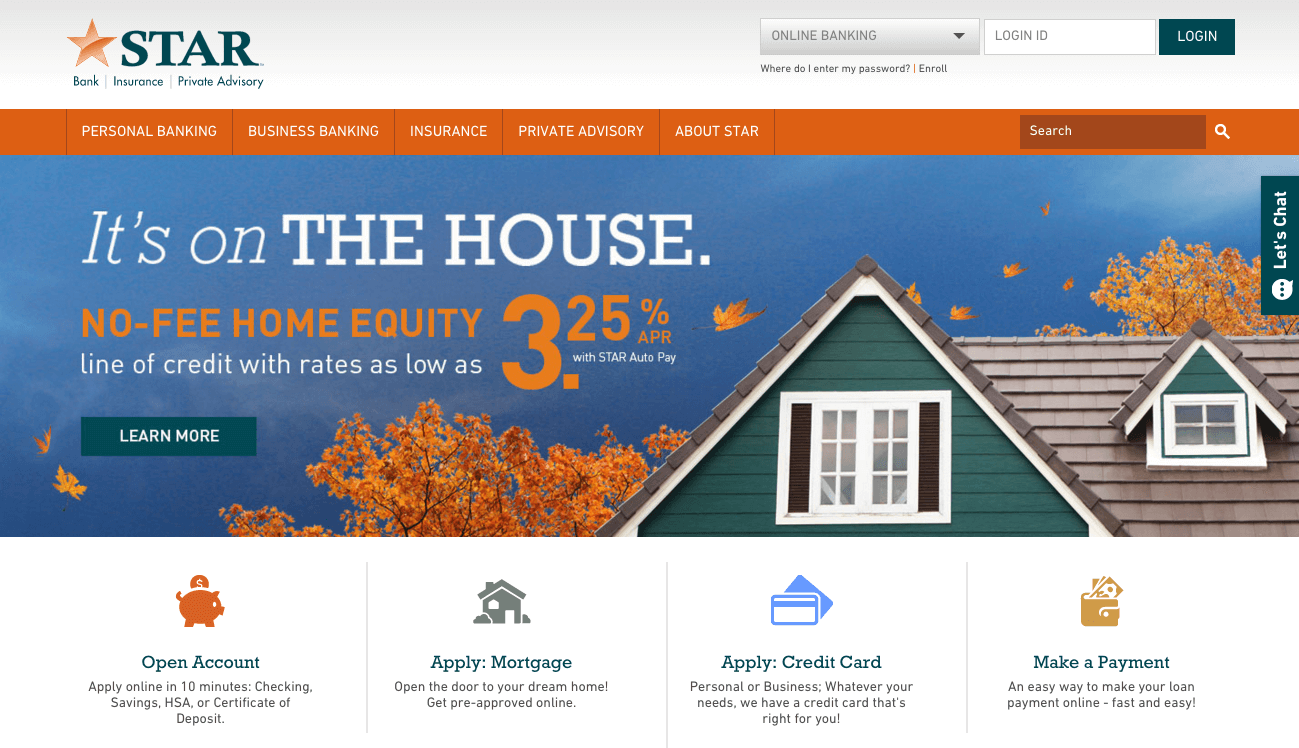 STAR
Bank | Insurance | Private Advisory
ONLINE BANKING
LOGIN ID
LOGIN
Where do I enter my password? | Enroll
PERSONAL BANKING
BUSINESS BANKING
INSURANCE
PRIVATE ADVISORY
ABOUT STAR
Search
Let's Chat
It's on THE HOUSE.
NO-FEE HOME EQUITY
line of credit with rates as low as
3.25% APR
with STAR Auto Pay
LEARN MORE
$
Open Account
Apply online in 10 minutes: Checking,
Savings, HSA, or Certificate of
Deposit.
Apply: Mortgage
Open the door to your dream home!
Get pre-approved online.
Apply: Credit Card
Personal or Business; Whatever your
needs, we have a credit card that's
right for you!
Make a Payment
An easy way to make your loan
payment online - fast and easy!